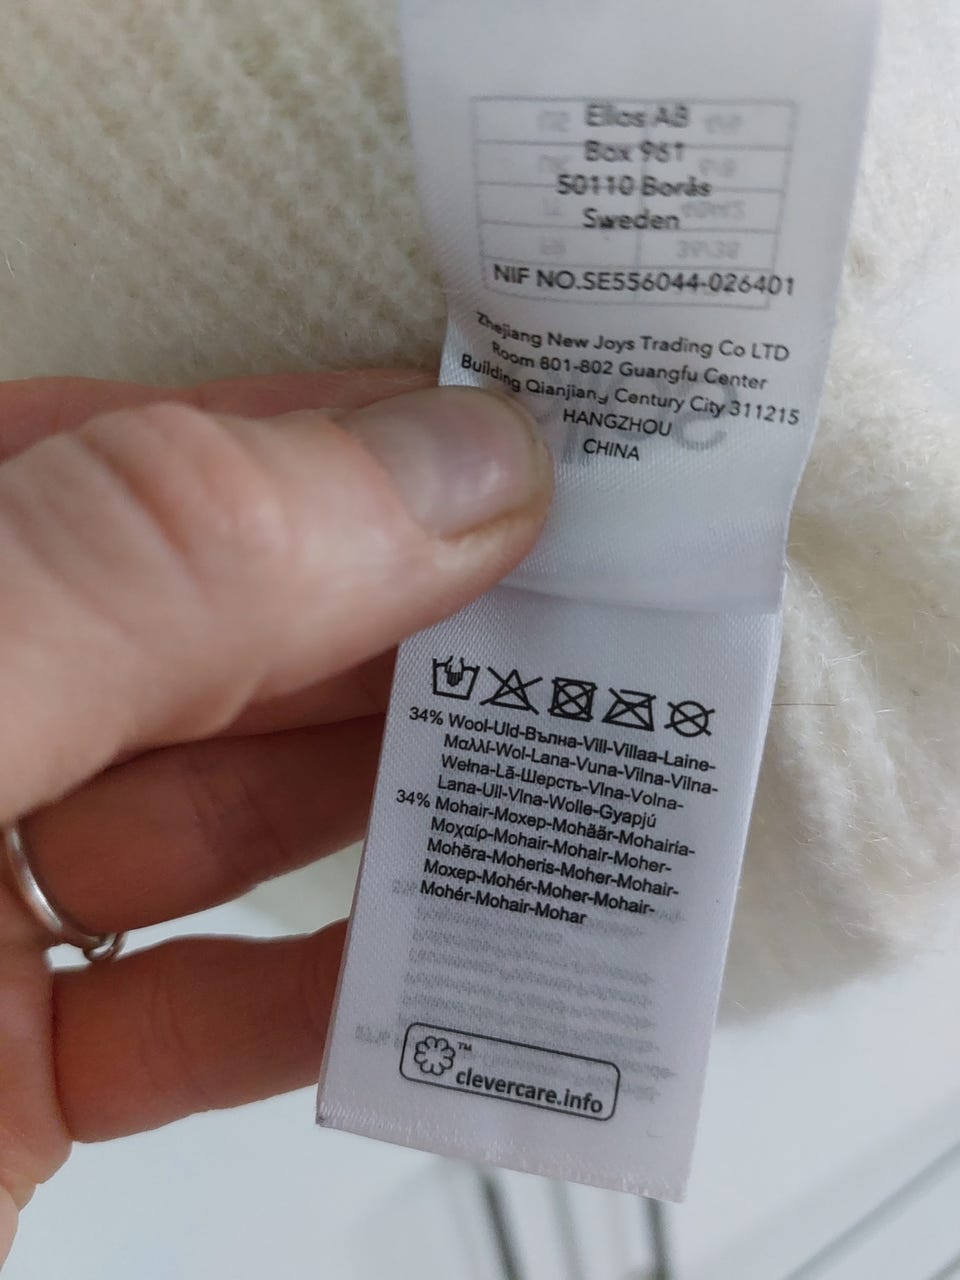 Ellos AB
Box 961
50110 Borås
Sweden
NIF NO.SE556044-026401
Zhejiang New Joys Trading Co LTD
Room 801-802 Guangfu Center
Building Qianjiang Century City 311215
HANGZHOU
CHINA
34% Wool-Uld-Вълна-Vill-Villaa-Laine-
Μαλλί-Wol-Lana-Vuna-Vilna-Vilna-
Wełna-Lã-Шерсть-Vlna-Volna-
Lana-Ull-Vlna-Wolle-Gyapjú
34% Mohair-Мохер-Mohäär-Mohairia-
Μοχαίρ-Mohair-Mohair-Moher-
Mohēra-Moheris-Moher-Mohair-
Мохер-Mohér-Moher-Mohair-
Mohér-Mohair-Mohar
™
clevercare.info